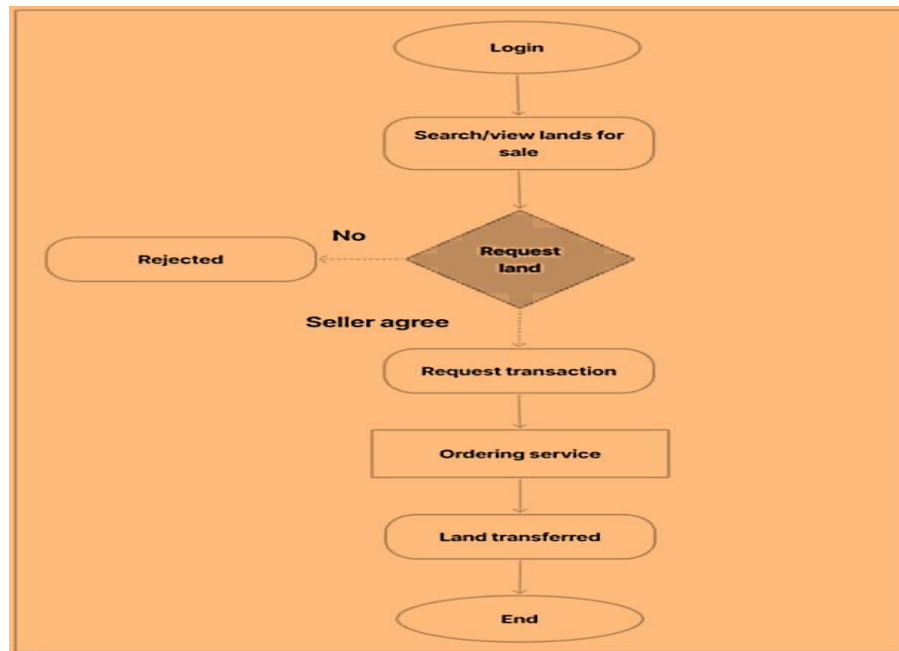 Login
Search/view lands for
sale
No
Request
land
Rejected
Seller agree
Request transaction
Ordering service
Land transferred
End